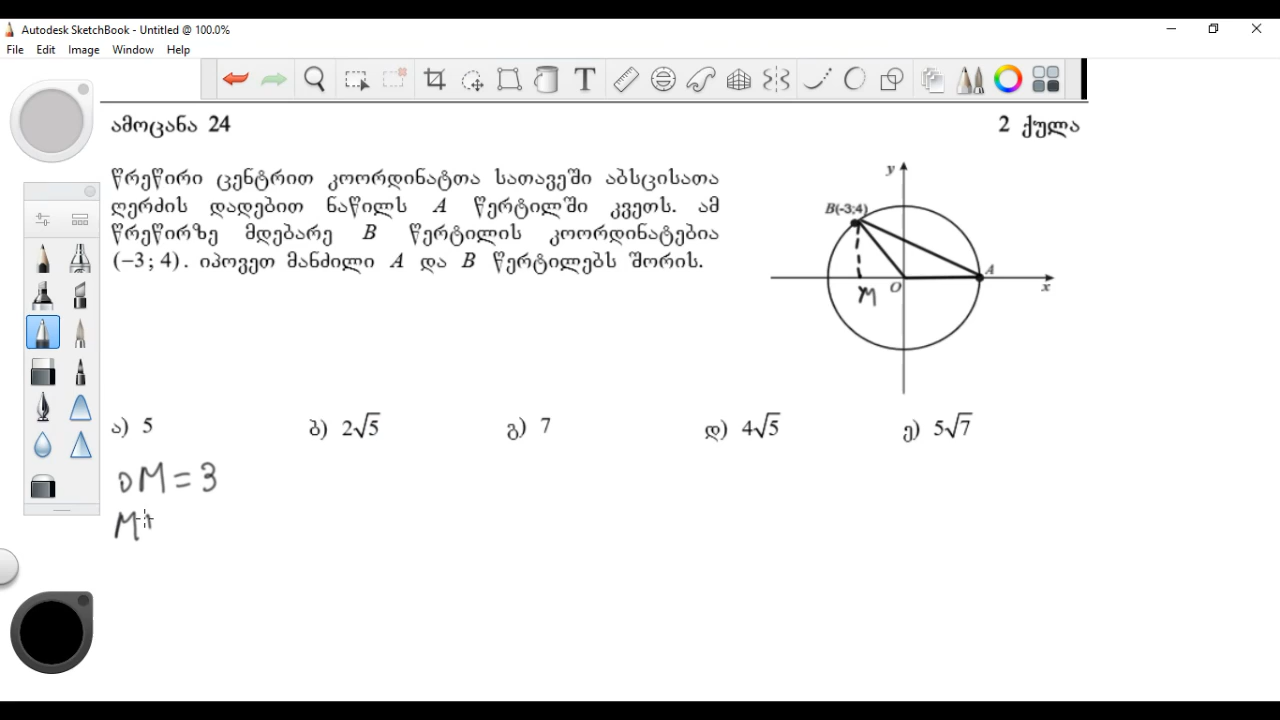 Autodesk SketchBook - Untitled @ 100.0%
File Edit Image Window Help
ამოცანა 24 2 ქულა
წრეწირი ცენტრით კოორდინატთა სათავეში აბსცისათა
ღერძის დადებით ნაწილს A წერტილში კვეთს. ამ
წრეწირზე მდებარე B წერტილის კოორდინატებია
(−3; 4). იპოვეთ მანძილი A და B წერტილებს შორის.
y
B(-3;4)
A
M O x
ა) 5 ბ) 2√5 გ) 7 დ) 4√5 ე) 5√7
OM = 3
M